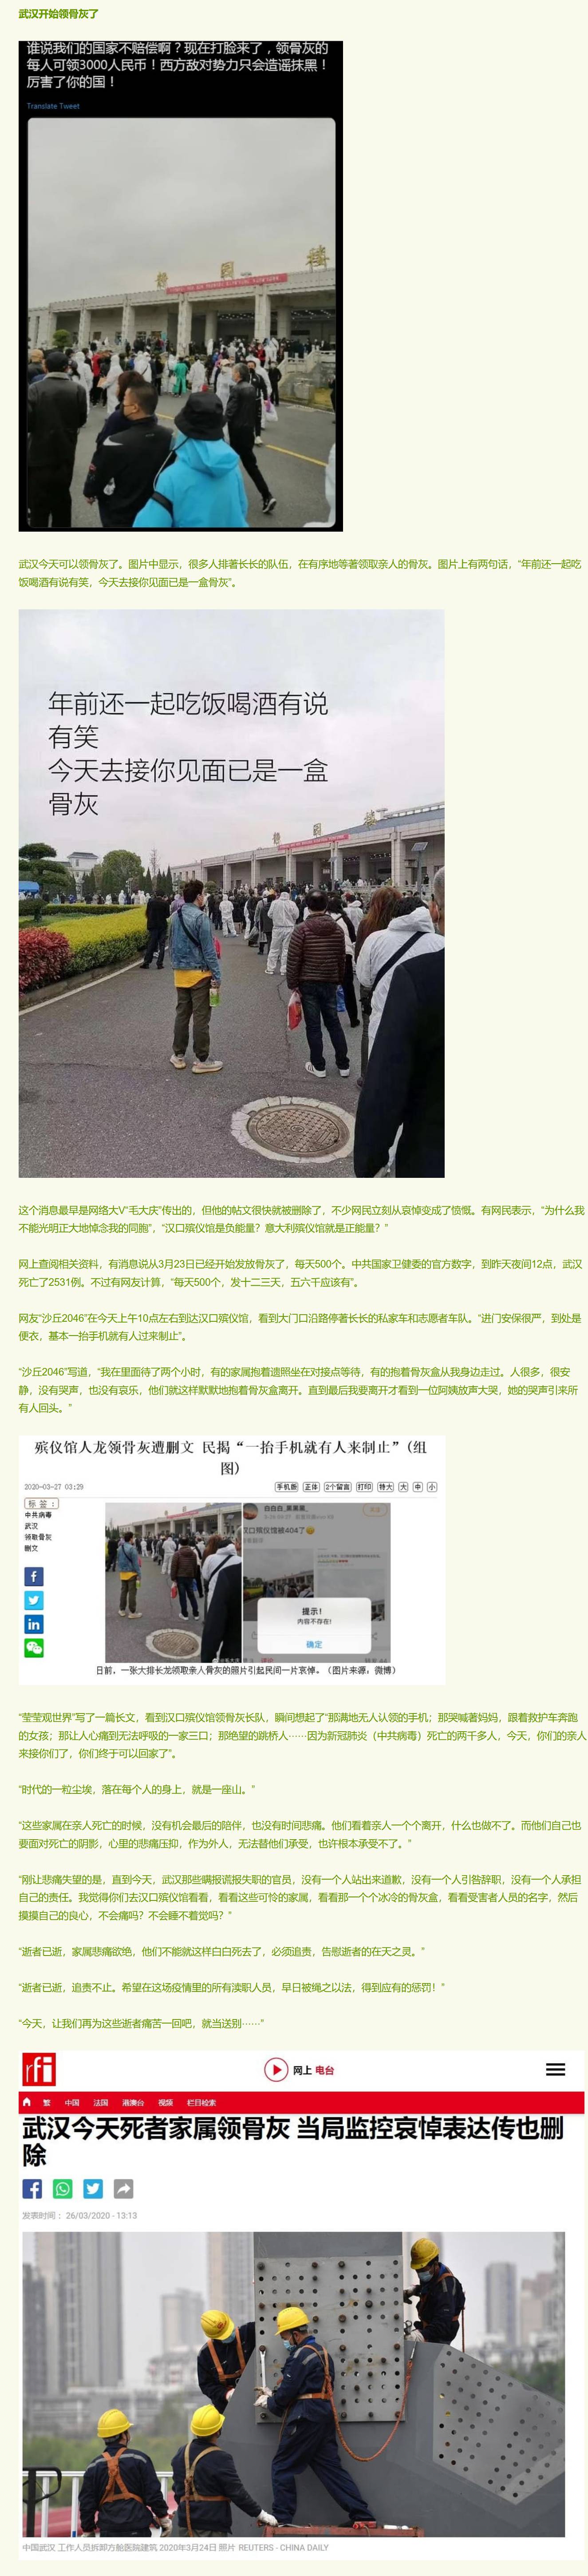 武汉开始领骨灰了
谁说我们的国家不赔偿啊？现在打脸来了，领骨灰的
每人可领3000人民币！西方敌对势力只会造谣抹黑！
厉害了你的国！
Translate Tweet
武汉今天可以领骨灰了。图片中显示，很多人排著长长的队伍，在有序地等著领取亲人的骨灰。图片上有两句话，“年前还一起吃
饭喝酒有说有笑，今天去接你见面已是一盒骨灰”。
年前还一起吃饭喝酒有说
有笑
今天去接你见面已是一盒
骨灰
这个消息最早是网络大V“毛大庆”传出的，但他的帖文很快就被删除了，不少网民立刻从哀悼变成了愤慨。有网民表示，“为什么我
不能光明正大地悼念我的同胞”，“汉口殡仪馆是负能量？意大利殡仪馆就是正能量？”
网上查阅相关资料，有消息说从3月23日已经开始发放骨灰了，每天500个。中共国家卫健委的官方数字，到昨天夜间12点，武汉
死亡了2531例。不过有网友计算，“每天500个，发十二三天，五六千应该有”。
网友“沙丘2046”在今天上午10点左右到达汉口殡仪馆，看到大门口沿路停著长长的私家车和志愿者车队。“进门安保很严，到处是
便衣，基本一抬手机就有人过来制止”。
“沙丘2046”写道，“我在里面待了两个小时，有的家属抱着遗照坐在对接点等待，有的抱着骨灰盒从我身边走过。人很多，很安
静，没有哭声，也没有哀乐，他们就这样默默地抱着骨灰盒离开。直到最后我要离开才看到一位阿姨放声大哭，她的哭声引来所
有人回头。”
殡仪馆人龙领骨灰遭删文 民揭“一抬手机就有人来制止”（组
图）
2020-03-27 03:29
手机版 正体 2个留言 打印 特大 大 中 小
标签：
中共病毒
武汉
领取骨灰
删文
白白白_黑黑黑_
汉口殡仪馆被404了
提示！
内容不存在！
确定
日前，一张大排长龙领取亲人骨灰的照片引起民间一片哀悼。（图片来源，微博）
“莹莹观世界”写了一篇长文，看到汉口殡仪馆领骨灰长队，瞬间想起了“那满地无人认领的手机；那哭喊著妈妈，跟着救护车奔跑
的女孩；那让人心痛到无法呼吸的一家三口；那绝望的跳桥人……因为新冠肺炎（中共病毒）死亡的两千多人，今天，你们的亲人
来接你们了，你们终于可以回家了”。
“时代的一粒尘埃，落在每个人的身上，就是一座山。”
“这些家属在亲人死亡的时候，没有机会最后的陪伴，也没有时间悲痛。他们看着亲人一个个离开，什么也做不了。而他们自己也
要面对死亡的阴影，心里的悲痛压抑，作为外人，无法替他们承受，也许根本承受不了。”
“刚让悲痛失望的是，直到今天，武汉那些瞒报谎报失职的官员，没有一个人站出来道歉，没有一个人引咎辞职，没有一个人承担
自己的责任。我觉得你们去汉口殡仪馆看看，看看这些可怜的家属，看看那一个个冰冷的骨灰盒，看看受害者人员的名字，然后
摸摸自己的良心，不会痛吗？不会睡不着觉吗？”
“逝者已逝，家属悲痛欲绝，他们不能就这样白白死去了，必须追责，告慰逝者的在天之灵。”
“逝者已逝，追责不止。希望在这场疫情里的所有渎职人员，早日被绳之以法，得到应有的惩罚！”
“今天，让我们再为这些逝者痛苦一回吧，就当送别……”
rfi
网上 电台
繁 中国 法国 港澳台 视频 栏目检索
武汉今天死者家属领骨灰 当局监控哀悼表达传也删
除
发表时间： 26/03/2020 - 13:13
中国武汉 工作人员拆卸方舱医院建筑 2020年3月24日 照片 REUTERS - CHINA DAILY